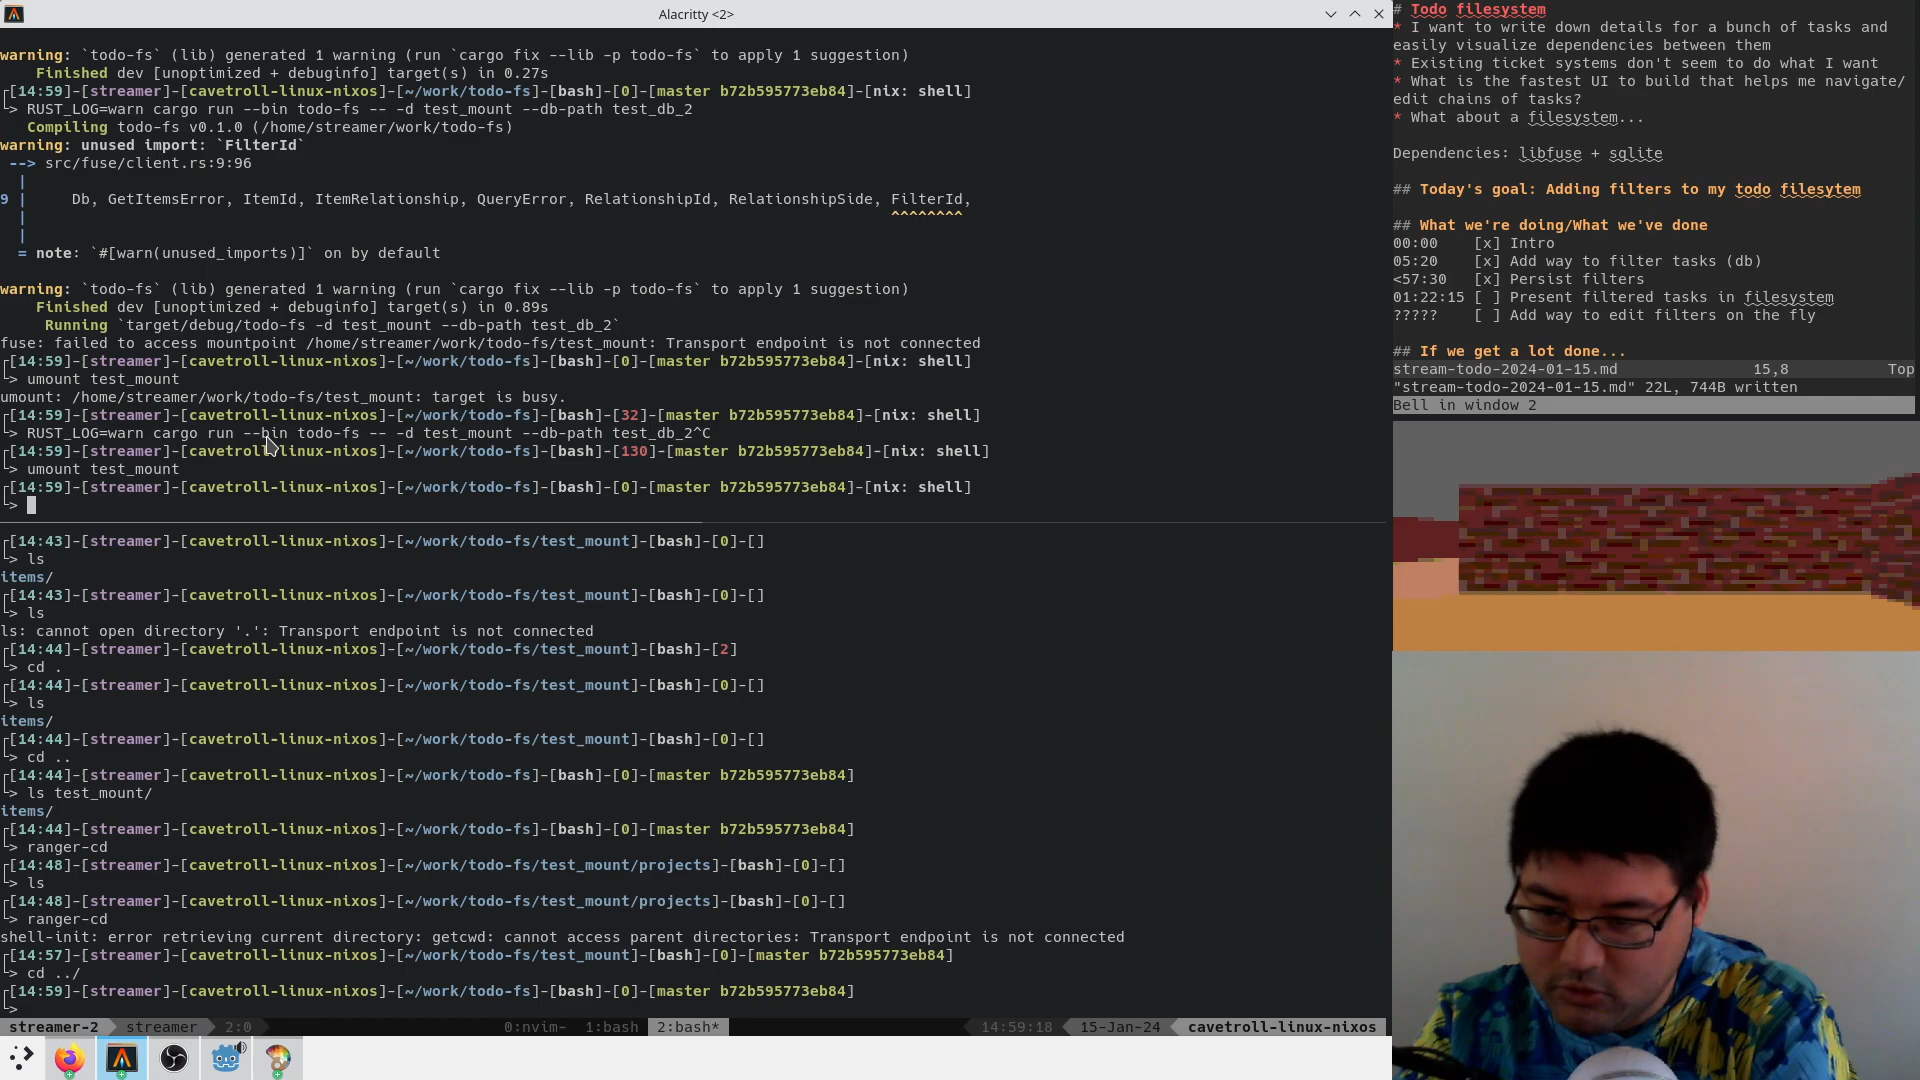 Alacritty <2>
warning: `todo-fs` (lib) generated 1 warning (run `cargo fix --lib -p todo-fs` to apply 1 suggestion)
Finished dev [unoptimized + debuginfo] target(s) in 0.27s
┌[14:59]-[streamer]-[cavetroll-linux-nixos]-[~/work/todo-fs]-[bash]-[0]-[master b72b595773eb84]-[nix: shell]
└> RUST_LOG=warn cargo run --bin todo-fs -- -d test_mount --db-path test_db_2
Compiling todo-fs v0.1.0 (/home/streamer/work/todo-fs)
warning: unused import: `FilterId`
--> src/fuse/client.rs:9:96
|
9 | Db, GetItemsError, ItemId, ItemRelationship, QueryError, RelationshipId, RelationshipSide, FilterId,
| ^^^^^^^^
|
= note: `#[warn(unused_imports)]` on by default
warning: `todo-fs` (lib) generated 1 warning (run `cargo fix --lib -p todo-fs` to apply 1 suggestion)
Finished dev [unoptimized + debuginfo] target(s) in 0.89s
Running `target/debug/todo-fs -d test_mount --db-path test_db_2`
fuse: failed to access mountpoint /home/streamer/work/todo-fs/test_mount: Transport endpoint is not connected
┌[14:59]-[streamer]-[cavetroll-linux-nixos]-[~/work/todo-fs]-[bash]-[0]-[master b72b595773eb84]-[nix: shell]
└> umount test_mount
umount: /home/streamer/work/todo-fs/test_mount: target is busy.
┌[14:59]-[streamer]-[cavetroll-linux-nixos]-[~/work/todo-fs]-[bash]-[32]-[master b72b595773eb84]-[nix: shell]
└> RUST_LOG=warn cargo run --bin todo-fs -- -d test_mount --db-path test_db_2^C
┌[14:59]-[streamer]-[cavetroll-linux-nixos]-[~/work/todo-fs]-[bash]-[130]-[master b72b595773eb84]-[nix: shell]
└> umount test_mount
┌[14:59]-[streamer]-[cavetroll-linux-nixos]-[~/work/todo-fs]-[bash]-[0]-[master b72b595773eb84]-[nix: shell]
└>
┌[14:43]-[streamer]-[cavetroll-linux-nixos]-[~/work/todo-fs/test_mount]-[bash]-[0]-[]
└> ls
items/
┌[14:43]-[streamer]-[cavetroll-linux-nixos]-[~/work/todo-fs/test_mount]-[bash]-[0]-[]
└> ls
ls: cannot open directory '.': Transport endpoint is not connected
┌[14:44]-[streamer]-[cavetroll-linux-nixos]-[~/work/todo-fs/test_mount]-[bash]-[2]
└> cd .
┌[14:44]-[streamer]-[cavetroll-linux-nixos]-[~/work/todo-fs/test_mount]-[bash]-[0]-[]
└> ls
items/
┌[14:44]-[streamer]-[cavetroll-linux-nixos]-[~/work/todo-fs/test_mount]-[bash]-[0]-[]
└> cd ..
┌[14:44]-[streamer]-[cavetroll-linux-nixos]-[~/work/todo-fs]-[bash]-[0]-[master b72b595773eb84]
└> ls test_mount/
items/
┌[14:44]-[streamer]-[cavetroll-linux-nixos]-[~/work/todo-fs]-[bash]-[0]-[master b72b595773eb84]
└> ranger-cd
┌[14:48]-[streamer]-[cavetroll-linux-nixos]-[~/work/todo-fs/test_mount/projects]-[bash]-[0]-[]
└> ls
┌[14:48]-[streamer]-[cavetroll-linux-nixos]-[~/work/todo-fs/test_mount/projects]-[bash]-[0]-[]
└> ranger-cd
shell-init: error retrieving current directory: getcwd: cannot access parent directories: Transport endpoint is not connected
┌[14:57]-[streamer]-[cavetroll-linux-nixos]-[~/work/todo-fs/test_mount]-[bash]-[0]-[master b72b595773eb84]
└> cd ../
┌[14:59]-[streamer]-[cavetroll-linux-nixos]-[~/work/todo-fs]-[bash]-[0]-[master b72b595773eb84]
└>
streamer-2 streamer 2:0 0:nvim- 1:bash 2:bash* 14:59:18 15-Jan-24 cavetroll-linux-nixos
# Todo filesystem
* I want to write down details for a bunch of tasks and
easily visualize dependencies between them
* Existing ticket systems don't seem to do what I want
* What is the fastest UI to build that helps me navigate/
edit chains of tasks?
* What about a filesystem...
Dependencies: libfuse + sqlite
## Today's goal: Adding filters to my todo filesytem
## What we're doing/What we've done
00:00 [x] Intro
05:20 [x] Add way to filter tasks (db)
<57:30 [x] Persist filters
01:22:15 [ ] Present filtered tasks in filesystem
????? [ ] Add way to edit filters on the fly
## If we get a lot done...
stream-todo-2024-01-15.md 15,8 Top
"stream-todo-2024-01-15.md" 22L, 744B written
Bell in window 2